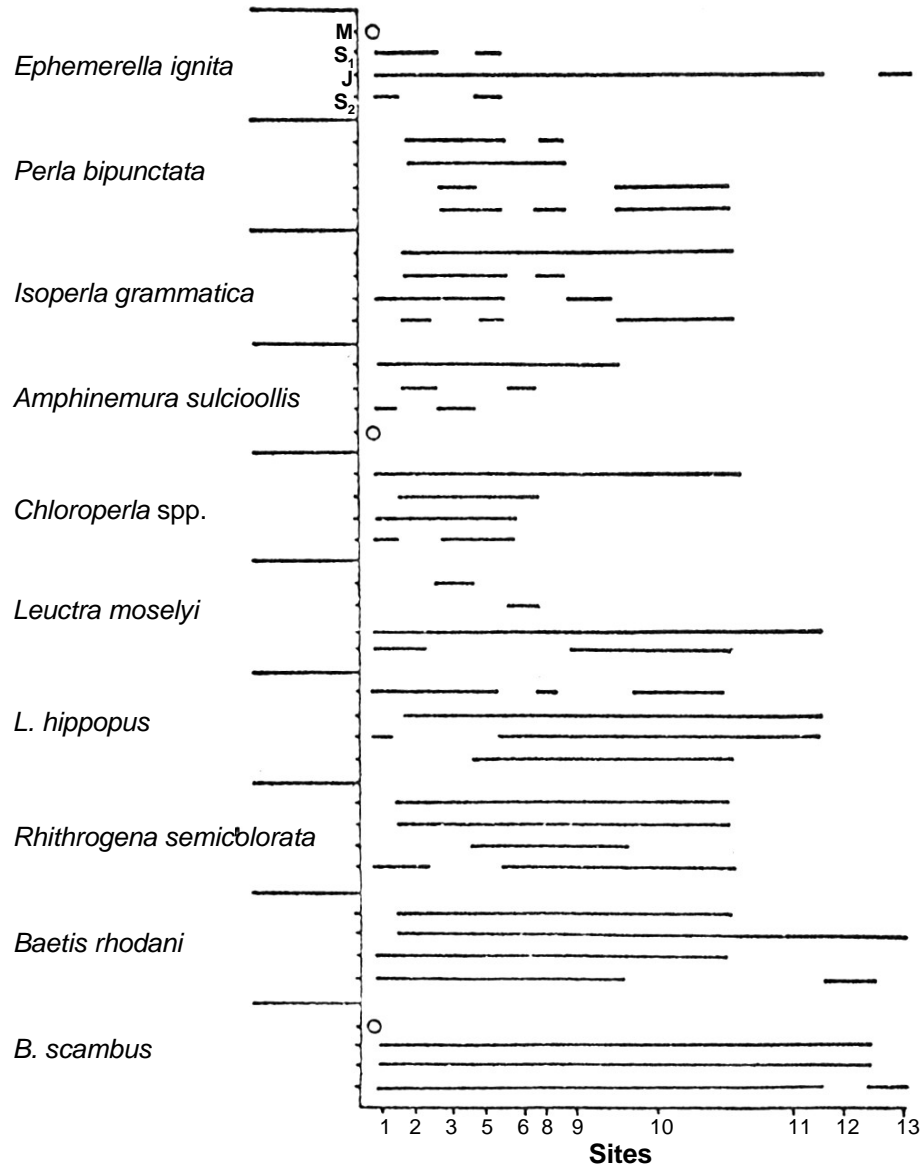 M
S₁
Ephemerella ignita
J
S₂
Perla bipunctata
Isoperla grammatica
Amphinemura sulcioollis
Chloroperla spp.
Leuctra moselyi
L. hippopus
Rhithrogena semicolorata
Baetis rhodani
B. scambus
1 2 3 5 6 8 9 10 11 12 13
Sites